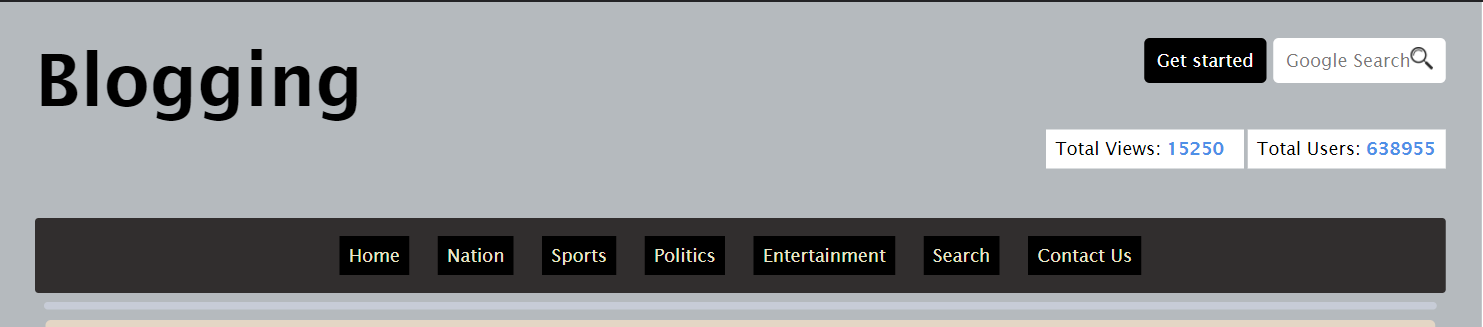 Blogging
Get started
Google Search
Total Views: 15250
Total Users: 638955
Home Nation Sports Politics Entertainment Search Contact Us